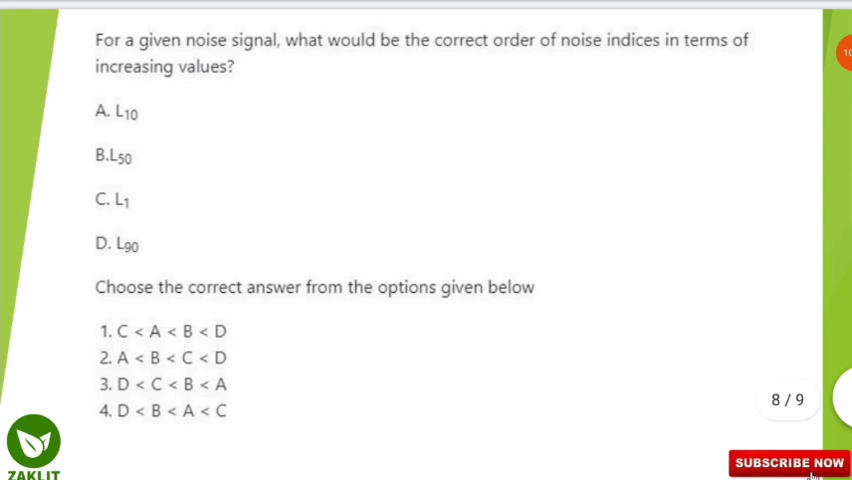 For a given noise signal, what would be the correct order of noise indices in terms of
increasing values?
A. L10
B.L50
C. L1
D. L90
Choose the correct answer from the options given below
1. C < A < B < D
2. A < B < C < D
3. D < C < B < A
4. D < B < A < C
10
8 / 9
ZAKLIT
SUBSCRIBE NOW